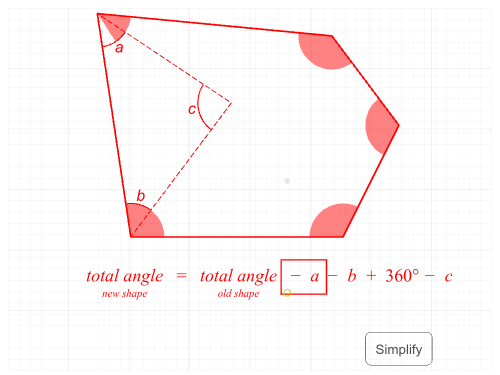 a
c
b
total angle = total angle − a − b + 360° − c
new shape old shape
Simplify